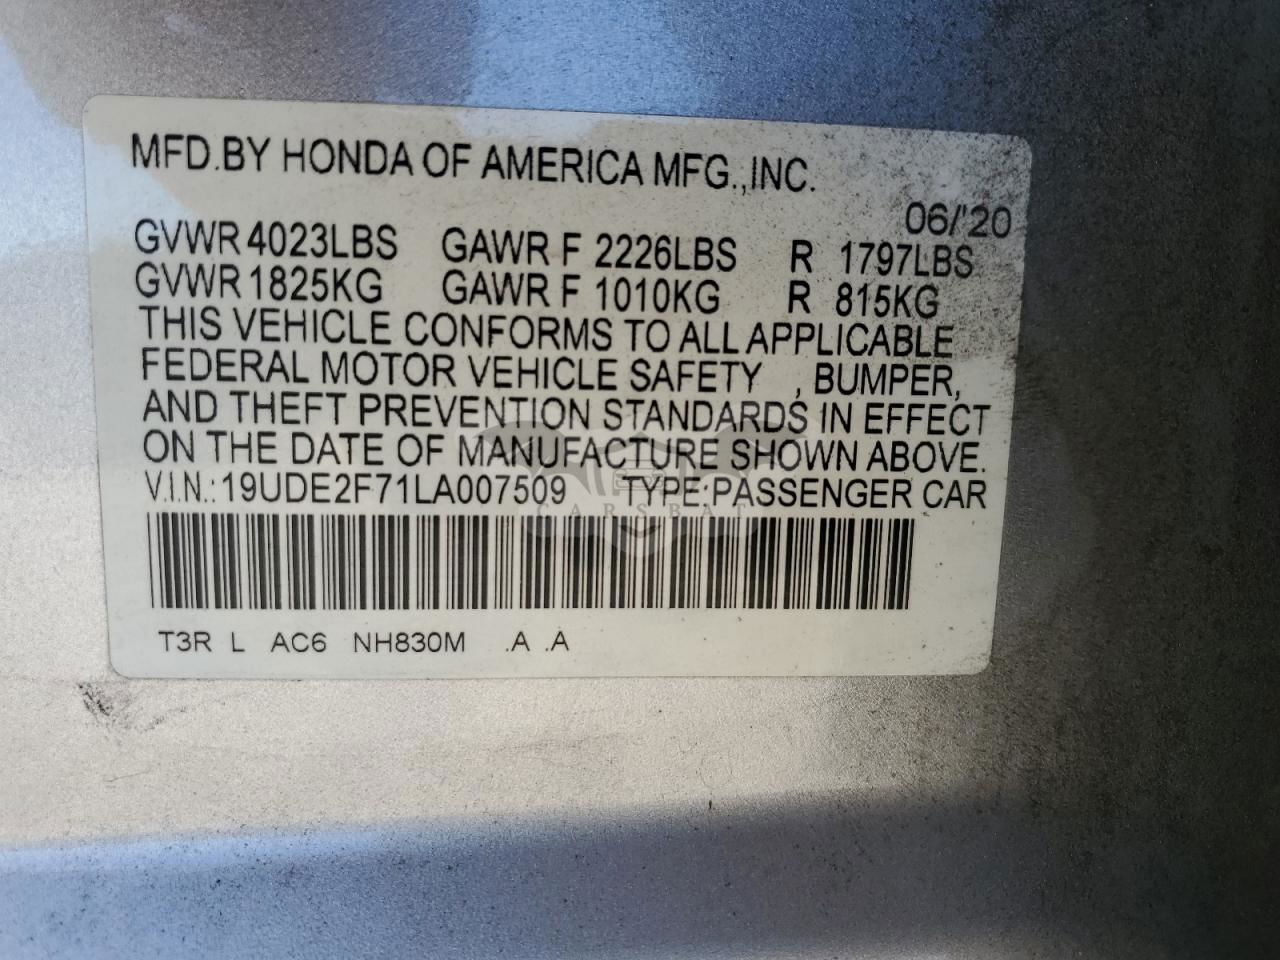 MFD.BY HONDA OF AMERICA MFG.,INC.
06/'20
GVWR 4023LBS GAWR F 2226LBS R 1797LBS
GVWR 1825KG GAWR F 1010KG R 815KG
THIS VEHICLE CONFORMS TO ALL APPLICABLE
FEDERAL MOTOR VEHICLE SAFETY , BUMPER,
AND THEFT PREVENTION STANDARDS IN EFFECT
ON THE DATE OF MANUFACTURE SHOWN ABOVE.
V.I.N.: 19UDE2F71LA007509 TYPE:PASSENGER CAR
CARSBAT
T3R L AC6 NH830M .A .A